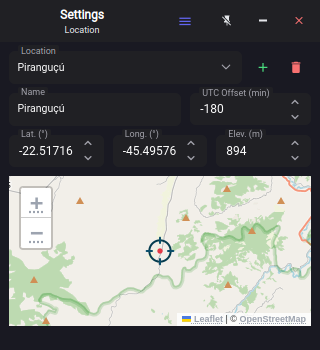 Settings
Location
Location
Piranguçú
Name
Piranguçú
UTC Offset (min)
-180
Lat. (°)
-22.51716
Long. (°)
-45.49576
Elev. (m)
894
+
−
Leaflet | © OpenStreetMap